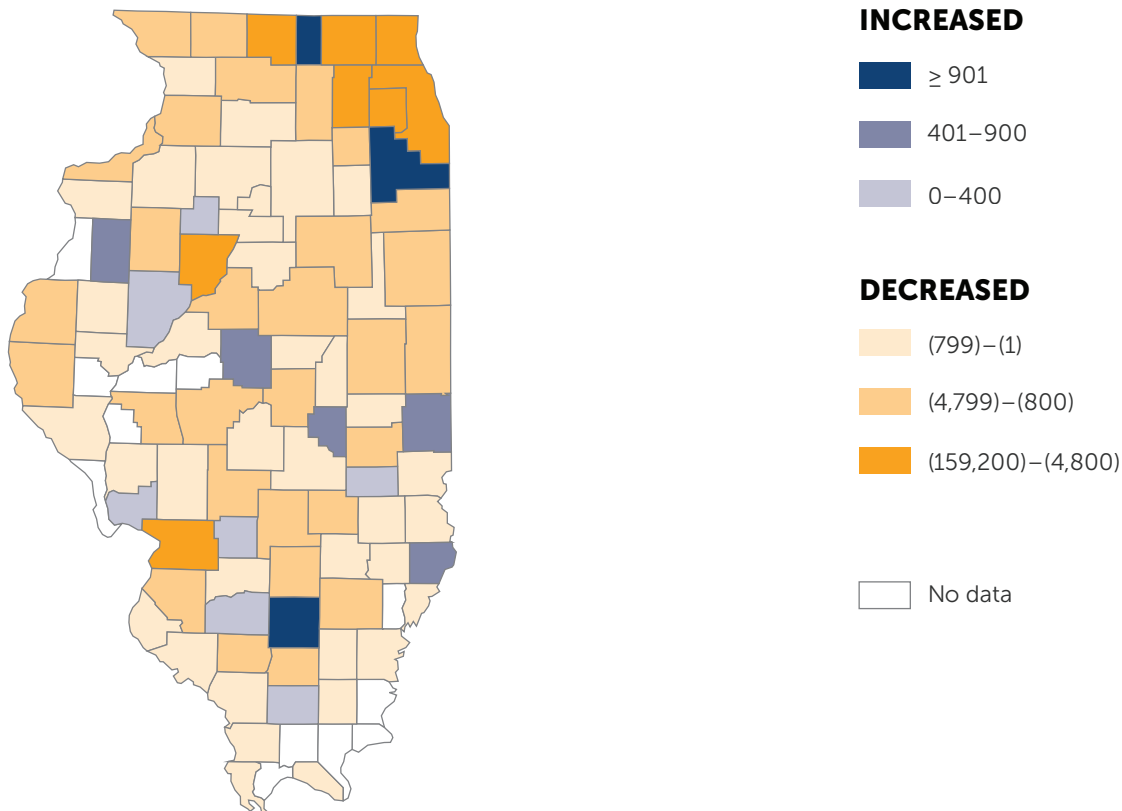 INCREASED
≥ 901
401–900
0–400
DECREASED
(799)–(1)
(4,799)–(800)
(159,200)–(4,800)
No data